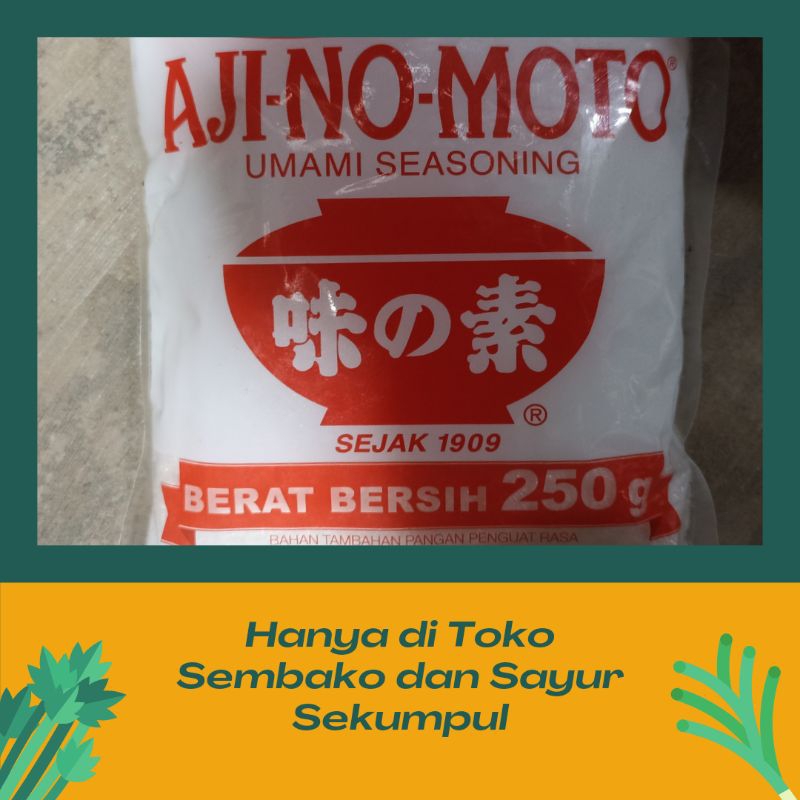 AJI-NO-MOTO®
UMAMI SEASONING
味の素
®
SEJAK 1909
BERAT BERSIH 250 g
BAHAN TAMBAHAN PANGAN PENGUAT RASA
Hanya di Toko
Sembako dan Sayur
Sekumpul